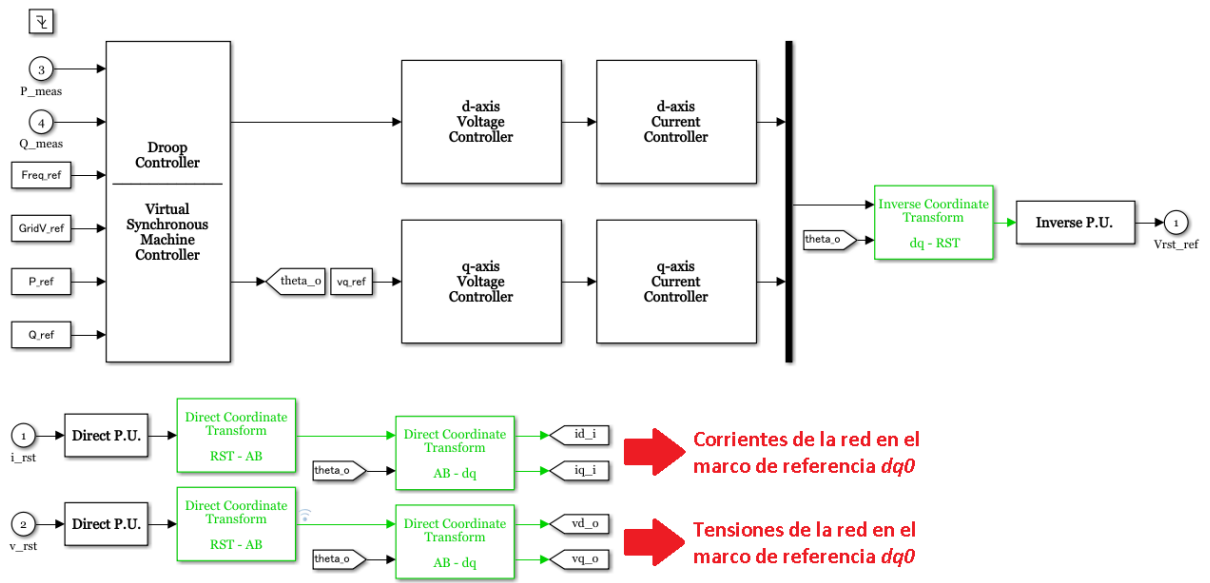 3
P_meas
4
Q_meas
Freq_ref
GridV_ref
P_ref
Q_ref
Droop
Controller
Virtual
Synchronous
Machine
Controller
theta_o
vq_ref
d-axis
Voltage
Controller
d-axis
Current
Controller
q-axis
Voltage
Controller
q-axis
Current
Controller
theta_o
Inverse Coordinate
Transform
dq - RST
Inverse P.U.
1
Vrst_ref
1
i_rst
Direct P.U.
Direct Coordinate
Transform
RST - AB
theta_o
Direct Coordinate
Transform
AB - dq
id_i
iq_i
Corrientes de la red en el
marco de referencia dq0
2
v_rst
Direct P.U.
Direct Coordinate
Transform
RST - AB
theta_o
Direct Coordinate
Transform
AB - dq
vd_o
vq_o
Tensiones de la red en el
marco de referencia dq0